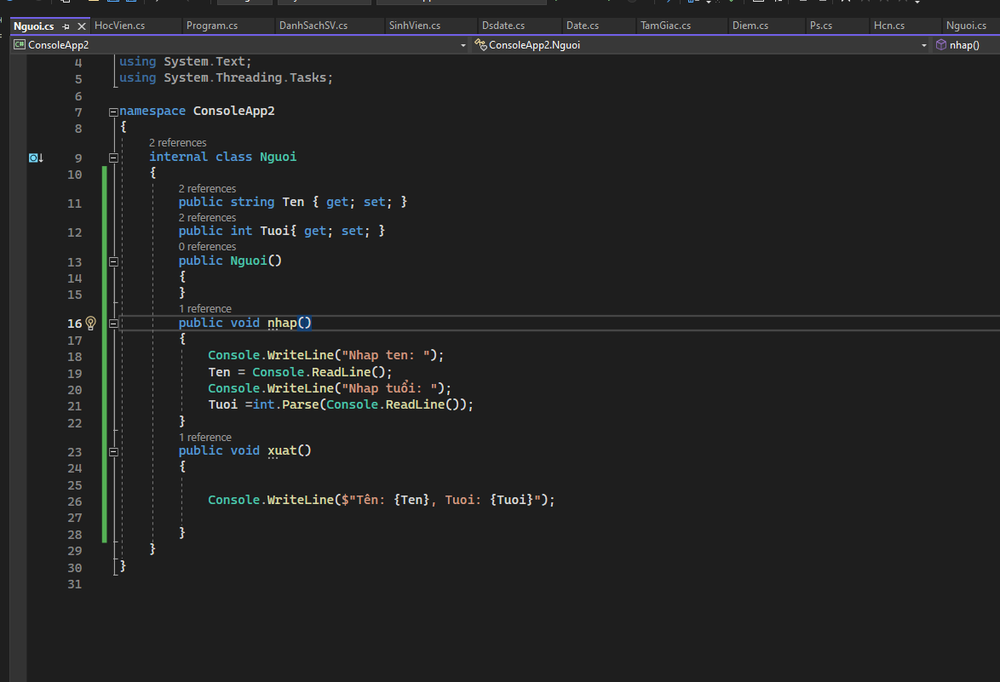 Nguoi.cs HocVien.cs Program.cs DanhSachSV.cs SinhVien.cs Dsdate.cs Date.cs TamGiac.cs Diem.cs Ps.cs Hcn.cs Nguoi.cs
C# ConsoleApp2 ConsoleApp2.Nguoi nhap()
4 using System.Text;
5 using System.Threading.Tasks;
6
7 namespace ConsoleApp2
8 {
2 references
9 internal class Nguoi
10 {
2 references
11 public string Ten { get; set; }
2 references
12 public int Tuoi{ get; set; }
0 references
13 public Nguoi()
14 {
15 }
1 reference
16 public void nhap()
17 {
18 Console.WriteLine("Nhap ten: ");
19 Ten = Console.ReadLine();
20 Console.WriteLine("Nhap tuổi: ");
21 Tuoi =int.Parse(Console.ReadLine());
22 }
1 reference
23 public void xuat()
24 {
25
26 Console.WriteLine($"Tên: {Ten}, Tuoi: {Tuoi}");
27
28 }
29 }
30 }
31